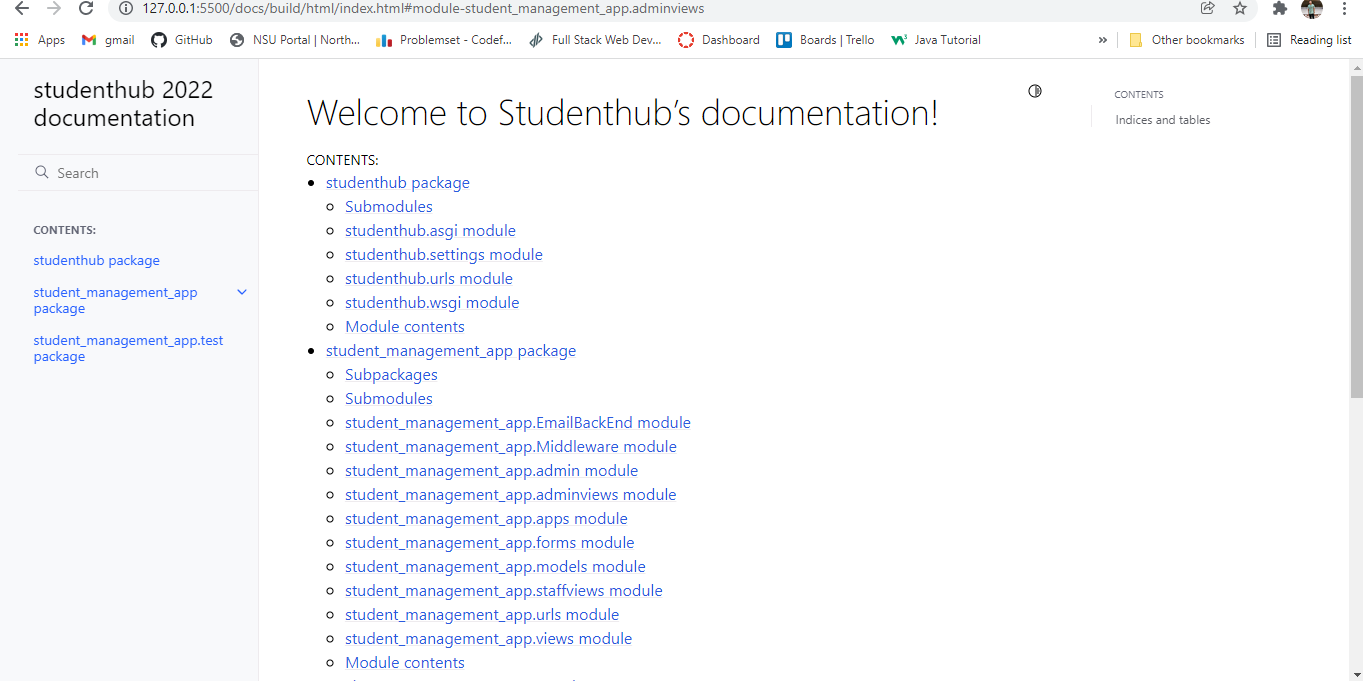 127.0.0.1:5500/docs/build/html/index.html#module-student_management_app.adminviews
Apps
gmail
GitHub
NSU Portal | North...
Problemset - Codef...
Full Stack Web Dev...
Dashboard
Boards | Trello
Java Tutorial
»
Other bookmarks
Reading list
studenthub 2022
documentation
Search
CONTENTS:
studenthub package
student_management_app
package
student_management_app.test
package
Welcome to Studenthub’s documentation!
CONTENTS:
studenthub package
Submodules
studenthub.asgi module
studenthub.settings module
studenthub.urls module
studenthub.wsgi module
Module contents
student_management_app package
Subpackages
Submodules
student_management_app.EmailBackEnd module
student_management_app.Middleware module
student_management_app.admin module
student_management_app.adminviews module
student_management_app.apps module
student_management_app.forms module
student_management_app.models module
student_management_app.staffviews module
student_management_app.urls module
student_management_app.views module
Module contents
CONTENTS
Indices and tables